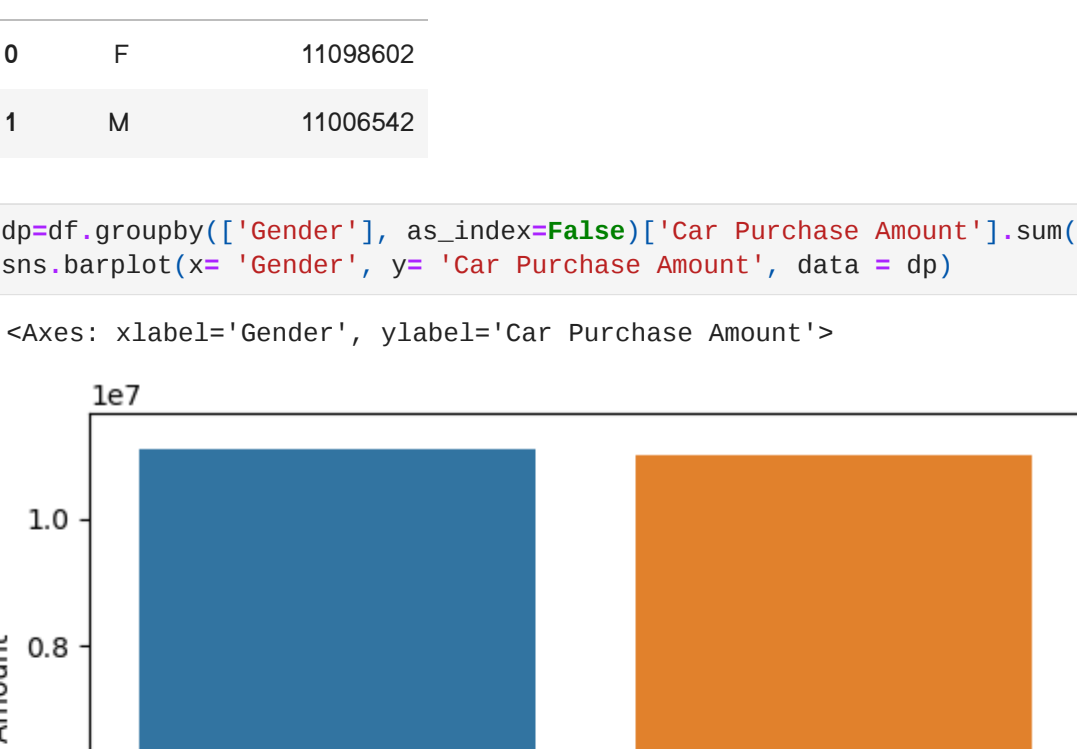 0 F 11098602
1 M 11006542
dp=df.groupby(['Gender'], as_index=False)['Car Purchase Amount'].sum(
sns.barplot(x= 'Gender', y= 'Car Purchase Amount', data = dp)
<Axes: xlabel='Gender', ylabel='Car Purchase Amount'>
1e7
1.0
0.8
Amount